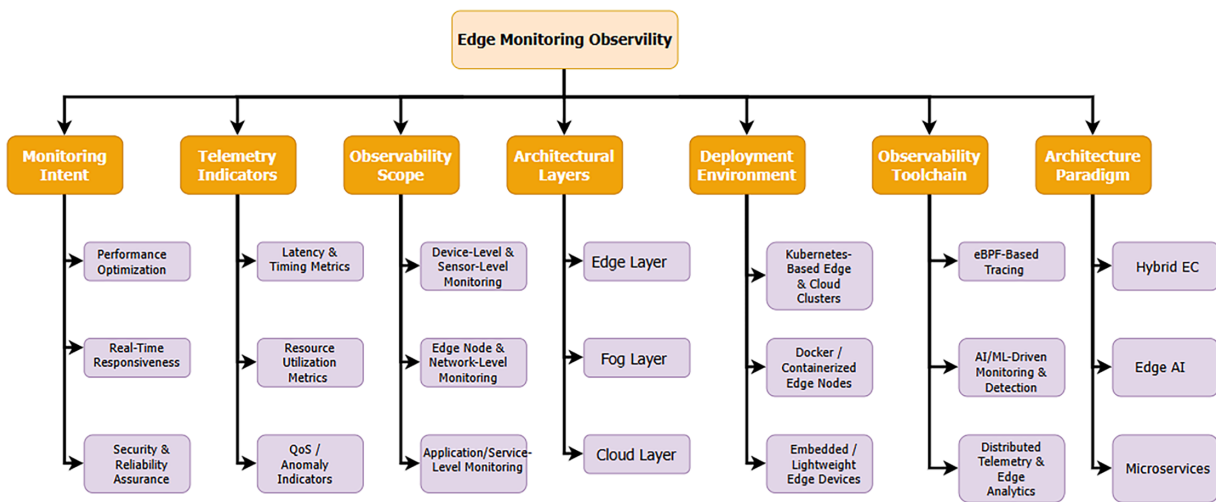 Edge Monitoring Observility
Monitoring
Intent
Telemetry
Indicators
Observability
Scope
Architectural
Layers
Deployment
Environment
Observability
Toolchain
Architecture
Paradigm
Performance
Optimization
Latency &
Timing Metrics
Device-Level &
Sensor-Level
Monitoring
Edge Layer
Kubernetes-
Based Edge
& Cloud
Clusters
eBPF-Based
Tracing
Hybrid EC
Real-Time
Responsiveness
Resource
Utilization
Metrics
Edge Node &
Network-Level
Monitoring
Fog Layer
Docker /
Containerized
Edge Nodes
AI/ML-Driven
Monitoring &
Detection
Edge AI
Security &
Reliability
Assurance
QoS /
Anomaly
Indicators
Application/Service-
Level Monitoring
Cloud Layer
Embedded /
Lightweight
Edge Devices
Distributed
Telemetry &
Edge
Analytics
Microservices